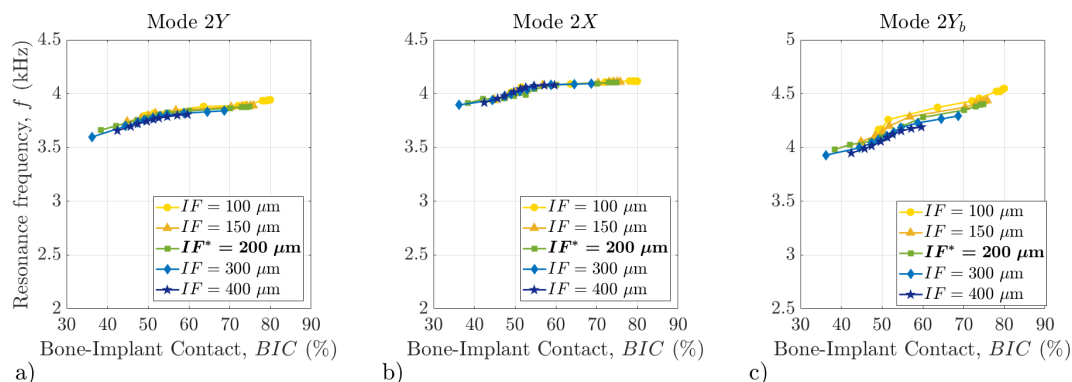 Mode 2Y
Resonance frequency, f (kHz)
4.5
4
3.5
3
2.5
2
IF = 100 μm
IF = 150 μm
IF* = 200 μm
IF = 300 μm
IF = 400 μm
30 40 50 60 70 80 90
Bone-Implant Contact, BIC (%)
a)
Mode 2X
4.5
4
3.5
3
2.5
2
IF = 100 μm
IF = 150 μm
IF* = 200 μm
IF = 300 μm
IF = 400 μm
30 40 50 60 70 80 90
Bone-Implant Contact, BIC (%)
b)
Mode 2Y_b
5
4.5
4
3.5
3
2.5
IF = 100 μm
IF = 150 μm
IF* = 200 μm
IF = 300 μm
IF = 400 μm
30 40 50 60 70 80 90
Bone-Implant Contact, BIC (%)
c)